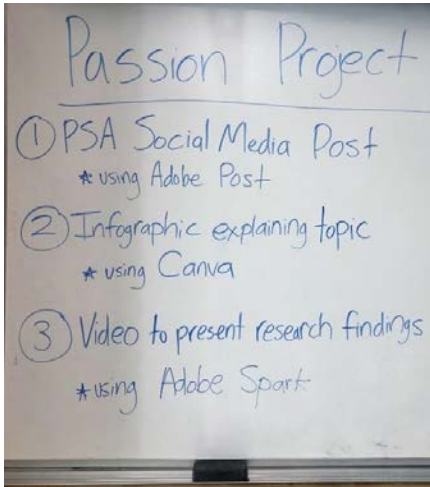 Passion Project
① PSA Social Media Post
* using Adobe Post
② Infographic explaining topic
* using Canva
③ Video to present research findings
* using Adobe Spark